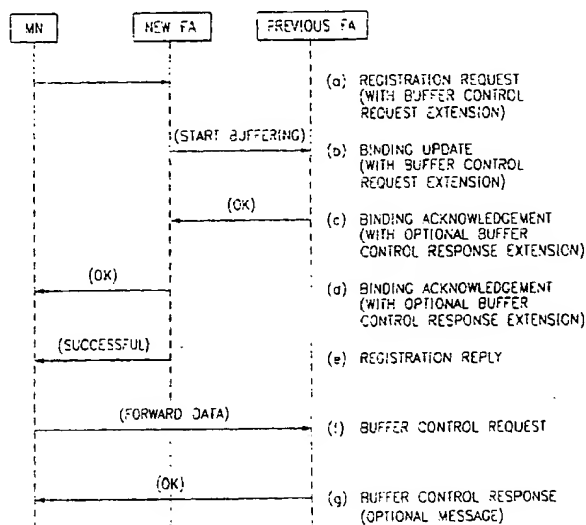 MN NEW FA PREVIOUS FA
(a) REGISTRATION REQUEST
(WITH BUFFER CONTROL
REQUEST EXTENSION)
(START BUFFERING)
(b) BINDING UPDATE
(WITH BUFFER CONTROL
REQUEST EXTENSION)
(OK)
(c) BINDING ACKNOWLEDGEMENT
(WITH OPTIONAL BUFFER
CONTROL RESPONSE EXTENSION)
(OK)
(d) BINDING ACKNOWLEDGEMENT
(WITH OPTIONAL BUFFER
CONTROL RESPONSE EXTENSION)
(SUCCESSFUL)
(e) REGISTRATION REPLY
(FORWARD DATA)
(f) BUFFER CONTROL REQUEST
(OK)
(g) BUFFER CONTROL RESPONSE
(OPTIONAL MESSAGE)